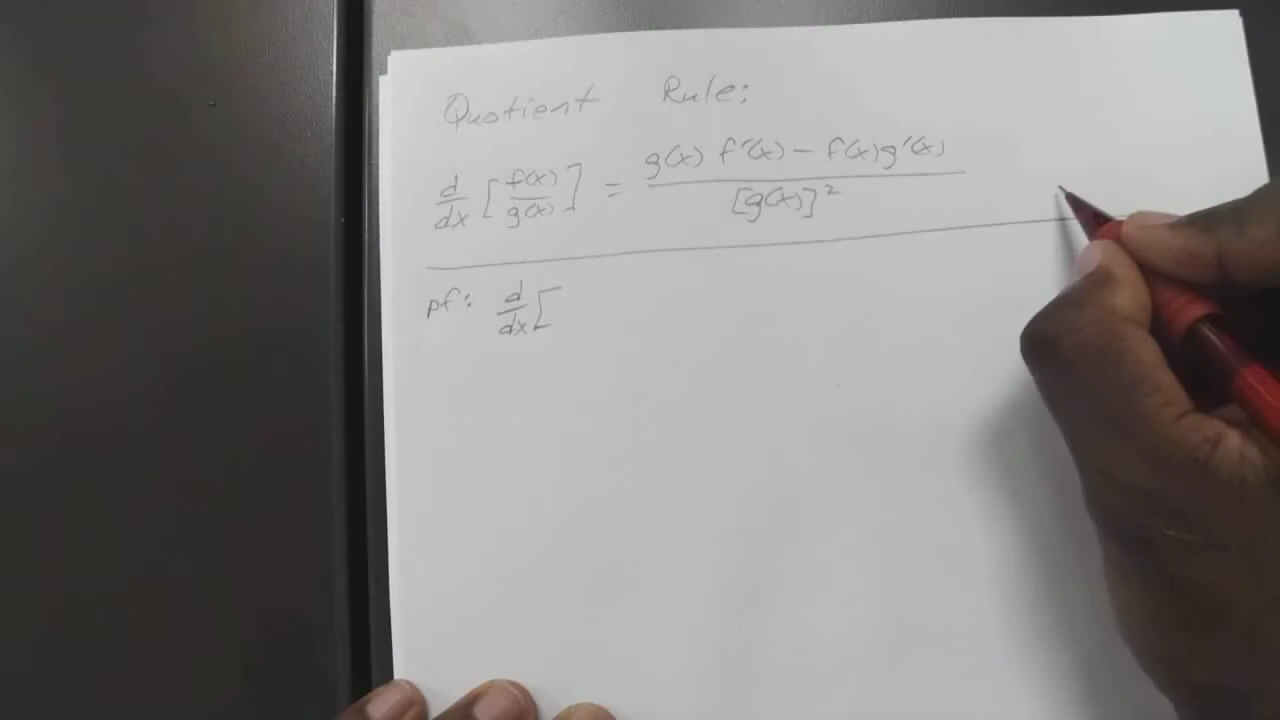 Quotient Rule:
d/dx [f(x)/g(x)] = g(x) f'(x) - f(x)g'(x) / [g(x)]²
pf: d/dx [